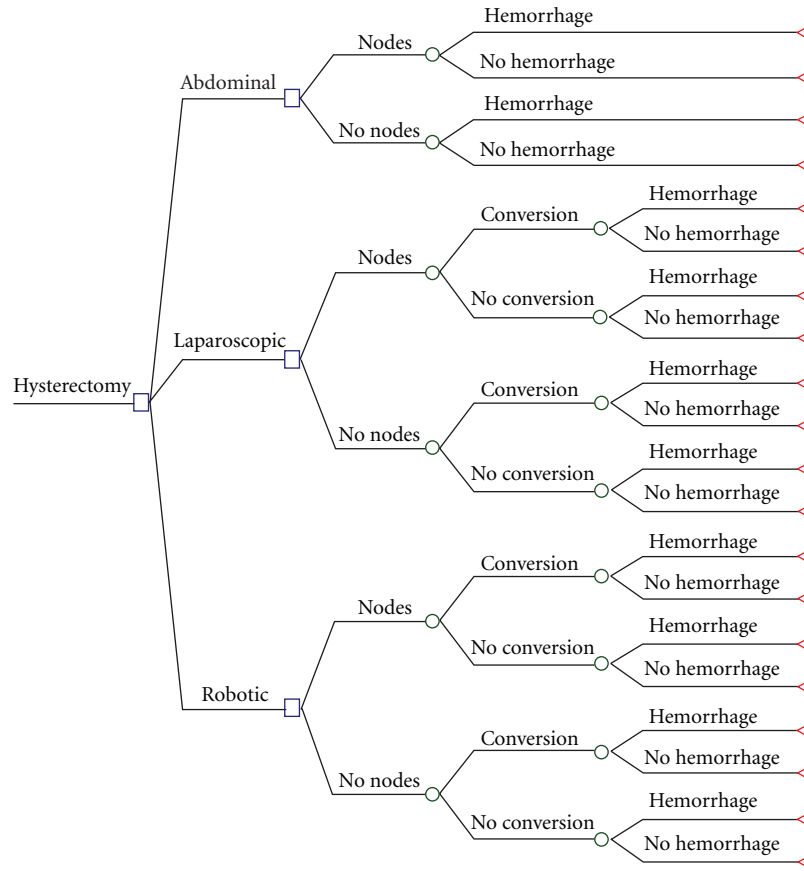 Hemorrhage
Nodes
No hemorrhage
Abdominal
Hemorrhage
No nodes
No hemorrhage
Hemorrhage
Conversion
No hemorrhage
Nodes
Hemorrhage
No conversion
No hemorrhage
Laparoscopic
Hemorrhage
Hysterectomy
Conversion
No hemorrhage
No nodes
Hemorrhage
No conversion
No hemorrhage
Hemorrhage
Conversion
No hemorrhage
Nodes
Hemorrhage
No conversion
No hemorrhage
Robotic
Hemorrhage
Conversion
No hemorrhage
No nodes
Hemorrhage
No conversion
No hemorrhage